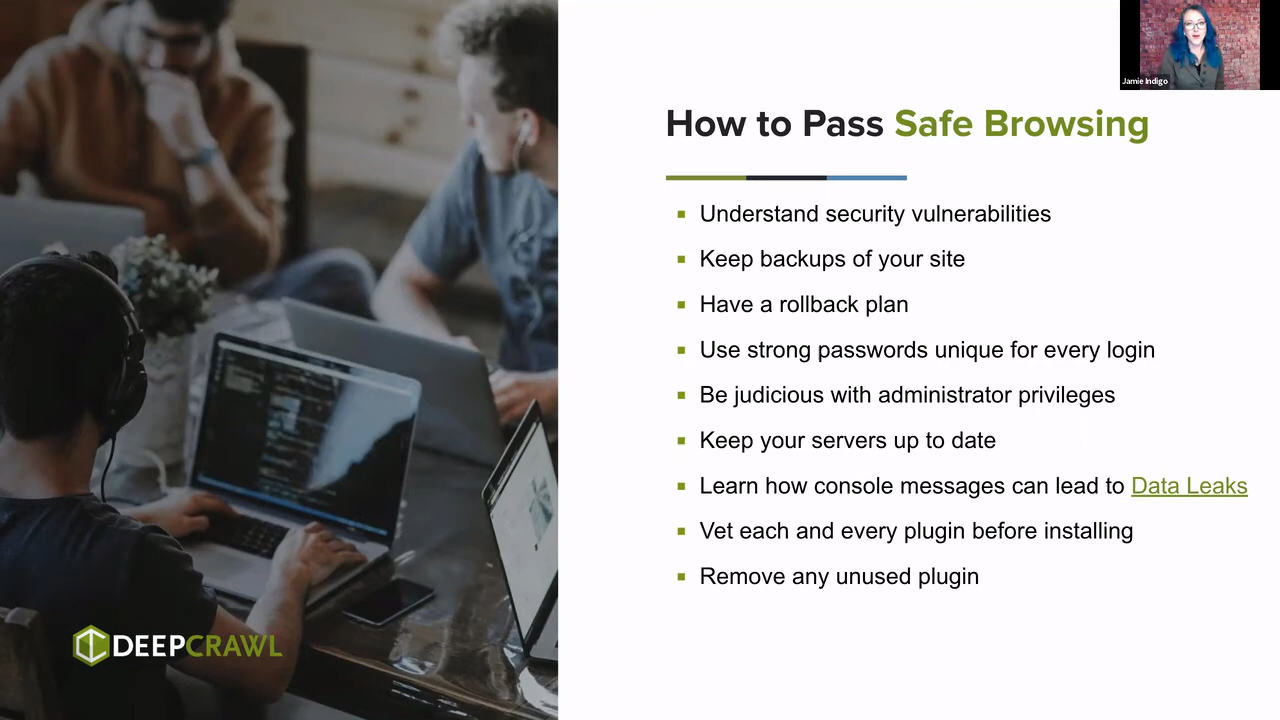 Jamie Indigo
How to Pass Safe Browsing
Understand security vulnerabilities
Keep backups of your site
Have a rollback plan
Use strong passwords unique for every login
Be judicious with administrator privileges
Keep your servers up to date
Learn how console messages can lead to Data Leaks
Vet each and every plugin before installing
Remove any unused plugin
DEEPCRAWL